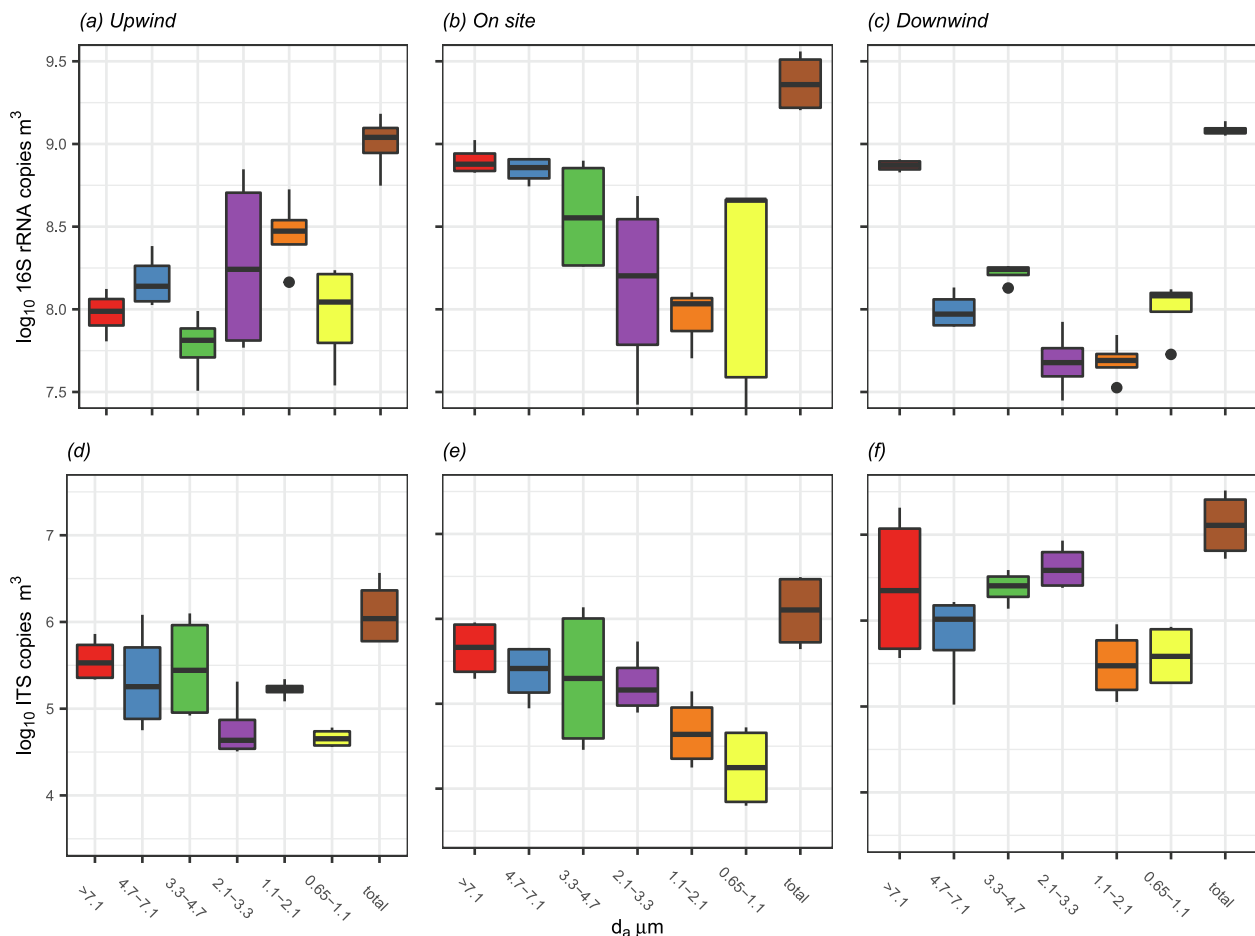 (a) Upwind
(b) On site
(c) Downwind
log₁₀ 16S rRNA copies m³
9.5
9.0
8.5
8.0
7.5
(d)
(e)
(f)
log₁₀ ITS copies m³
7
6
5
4
>7.1
4.7−7.1
3.3−4.7
2.1−3.3
1.1−2.1
0.65−1.1
total
>7.1
4.7−7.1
3.3−4.7
2.1−3.3
1.1−2.1
0.65−1.1
total
>7.1
4.7−7.1
3.3−4.7
2.1−3.3
1.1−2.1
0.65−1.1
total
dₐ μm